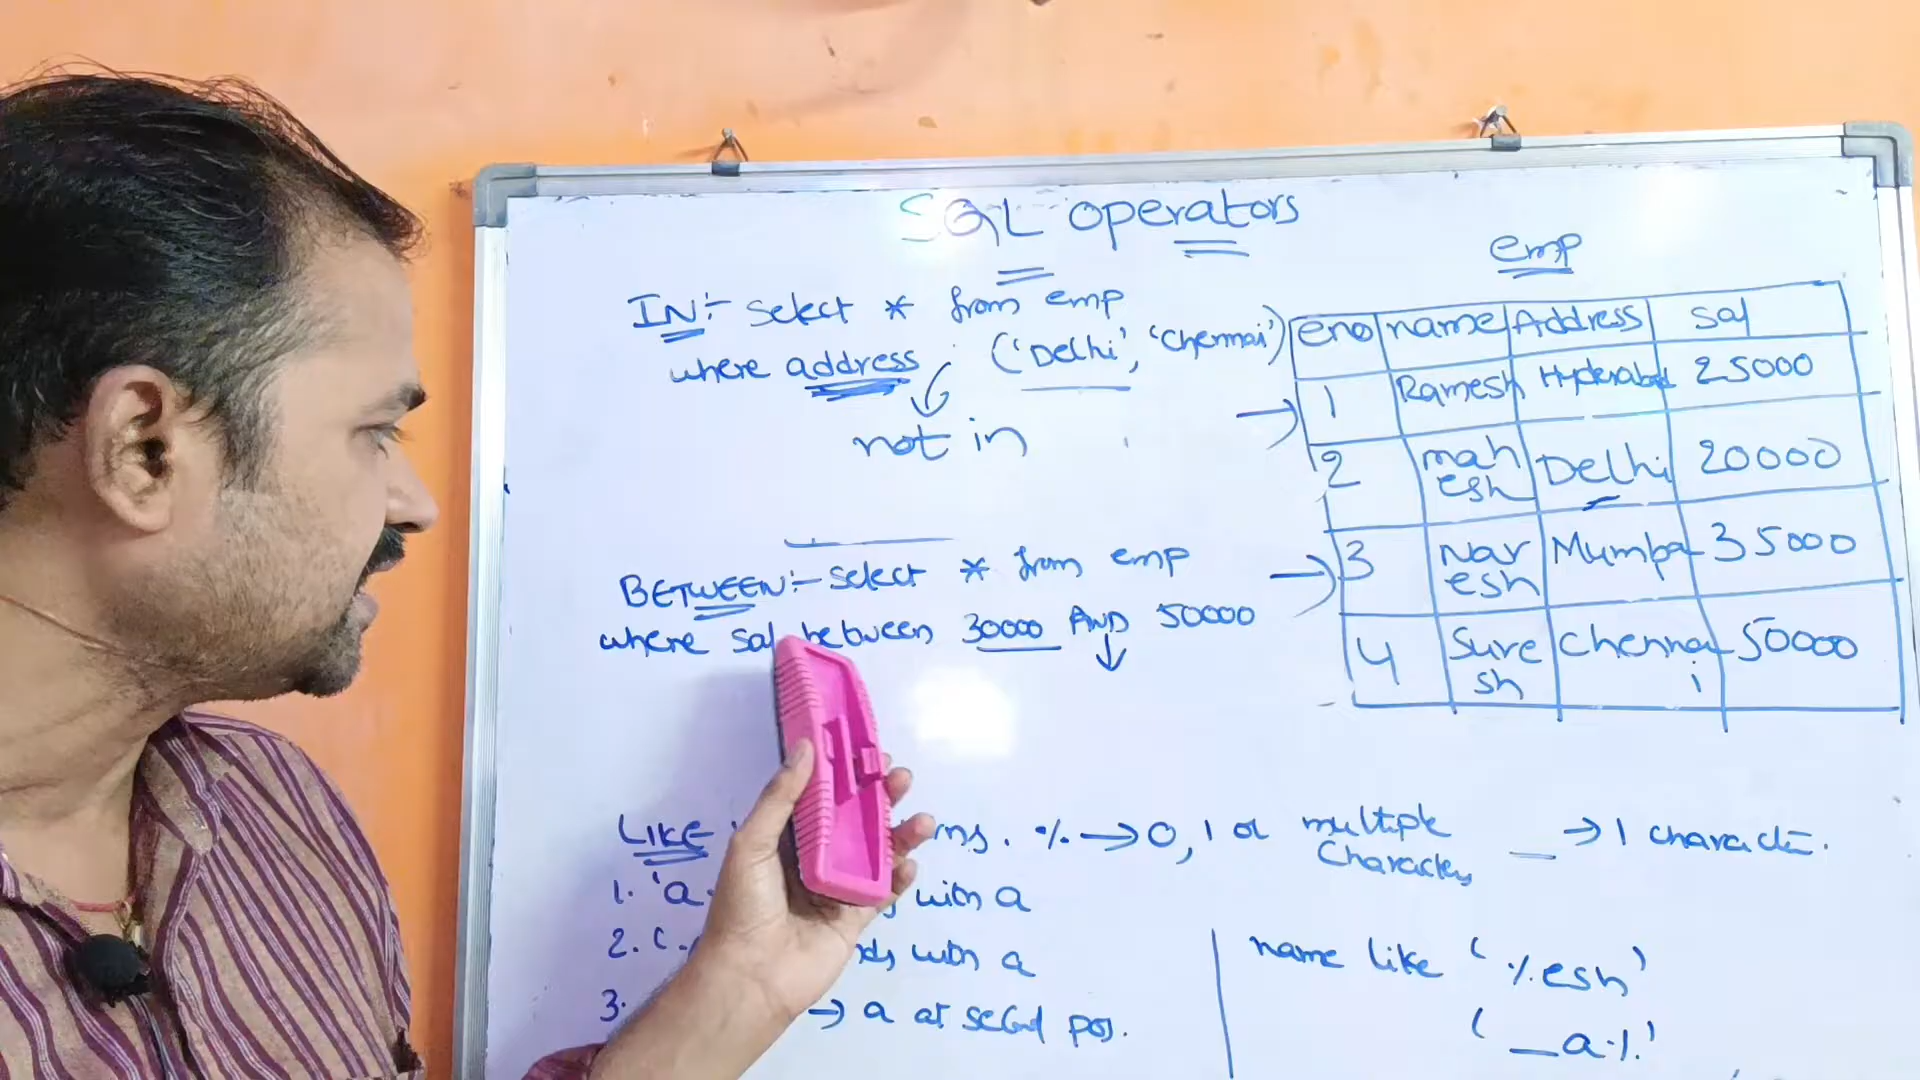 SQL operators
IN:- select * from emp
where address ('Delhi', 'Chennai')
not in
BETWEEN:- select * from emp
where sal between 30000 AND 50000
emp
eno name Address sal
1 Ramesh Hyderabad 25000
2 mahesh Delhi 20000
3 Naresh Mumbai 35000
4 Suresh Chennai 50000
LIKE % → 0, 1 or multiple
Characters _ → 1 character.
1. 'a with a
2. ' with a
3. → a at second pos.
name like '%esh'
'_a%'